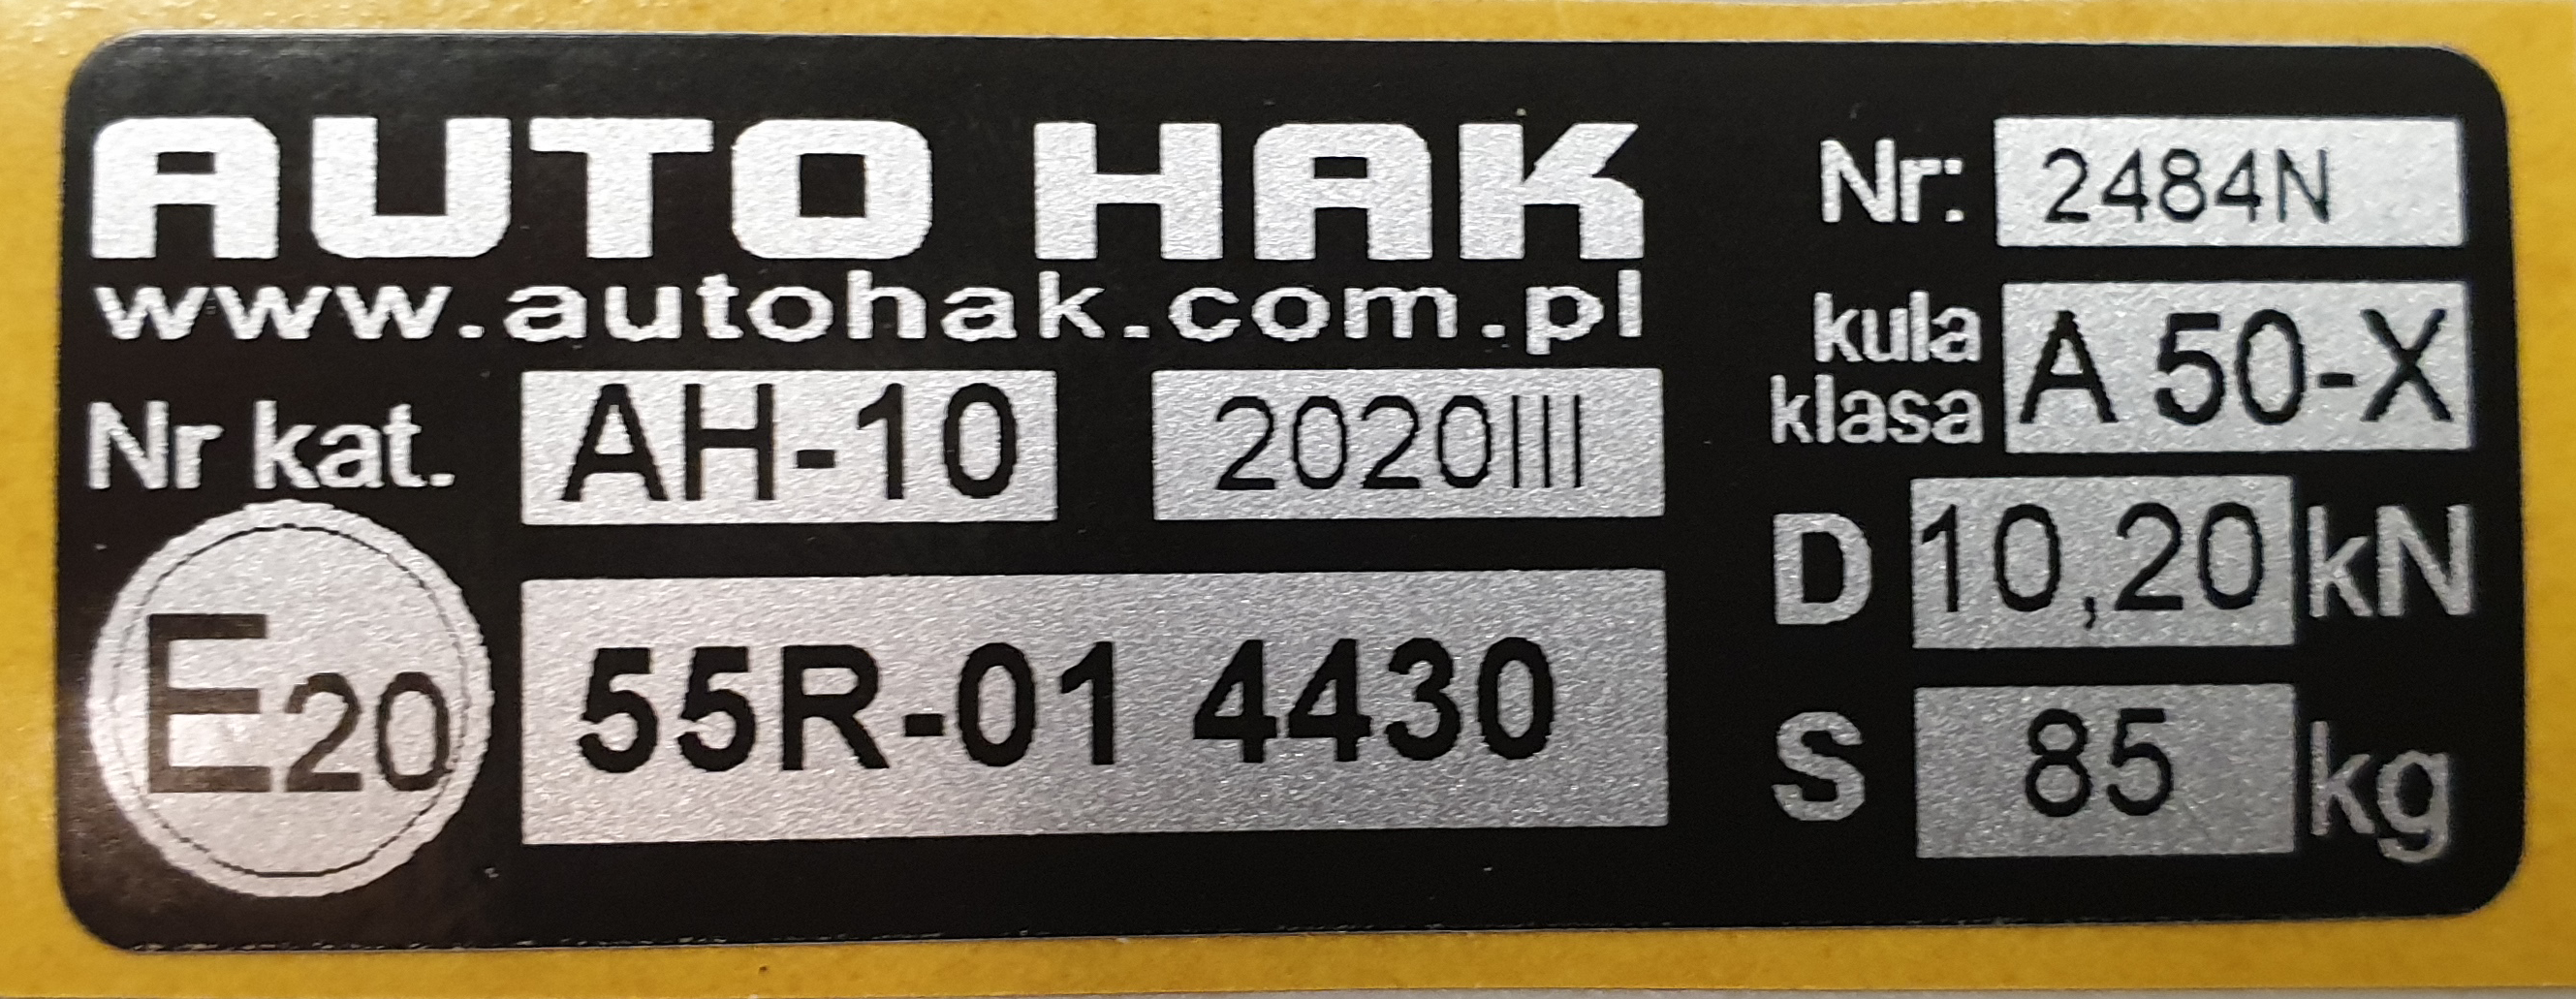 AUTO HAK
www.autohak.com.pl
Nr kat. AH-10 2020III
E20 55R-01 4430
Nr: 2484N
kula klasa A 50-X
D 10,20 kN
S 85 kg